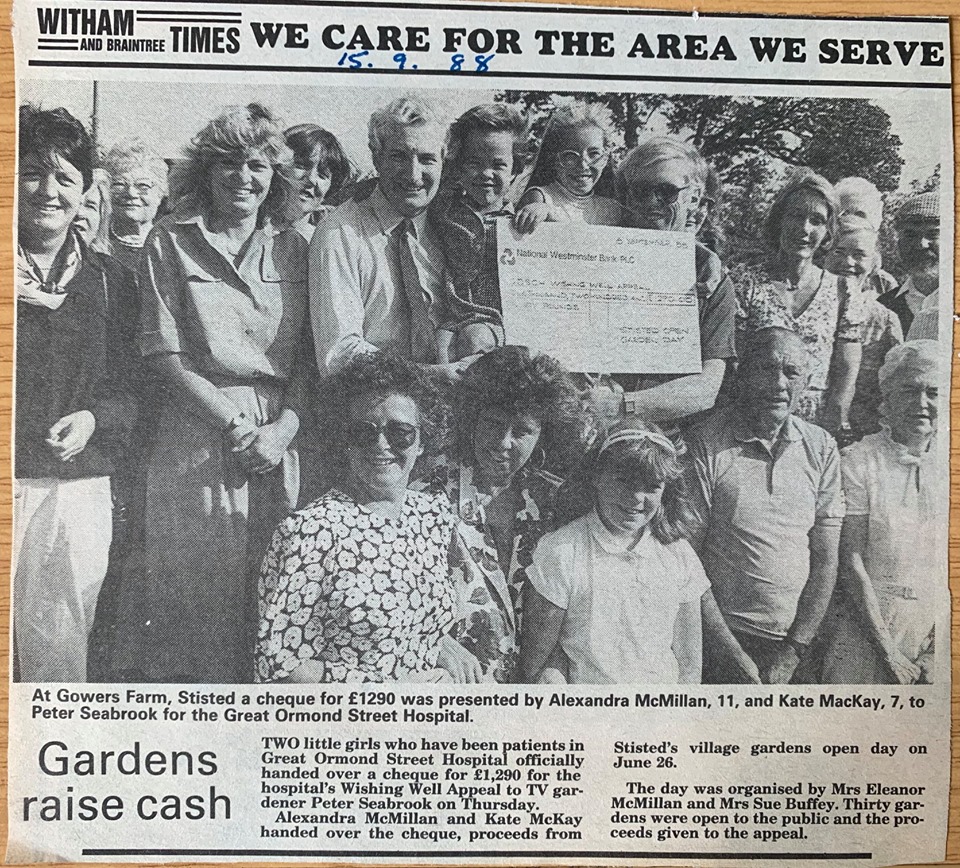 WITHAM
AND BRAINTREE TIMES WE CARE FOR THE AREA WE SERVE
15. 9. 88
National Westminster Bank PLC
WISHING WELL APPEAL
TWO HUNDRED AND
POUNDS
STISTED OPEN
GARDEN DAY
At Gowers Farm, Stisted a cheque for £1290 was presented by Alexandra McMillan, 11, and Kate MacKay, 7, to
Peter Seabrook for the Great Ormond Street Hospital.
Gardens
raise cash
TWO little girls who have been patients in
Great Ormond Street Hospital officially
handed over a cheque for £1,290 for the
hospital's Wishing Well Appeal to TV gar-
dener Peter Seabrook on Thursday.
Alexandra McMillan and Kate McKay
handed over the cheque, proceeds from
Stisted's village gardens open day on
June 26.
The day was organised by Mrs Eleanor
McMillan and Mrs Sue Buffey. Thirty gar-
dens were open to the public and the pro-
ceeds given to the appeal.